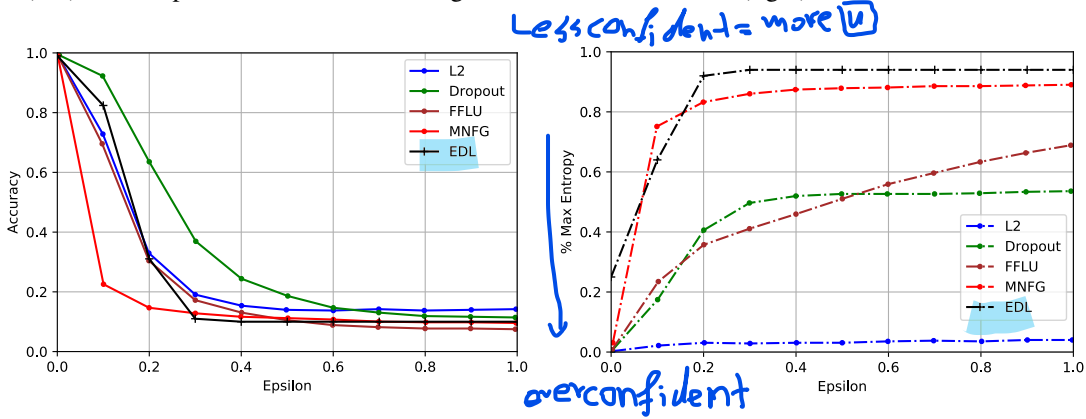 Less confident = more u
1.0
0.8
0.6
0.4
0.2
0.0
Accuracy
0.0 0.2 0.4 0.6 0.8 1.0
Epsilon
L2
Dropout
FFLU
MNFG
EDL
1.0
0.8
0.6
0.4
0.2
0.0
% Max Entropy
0.0 0.2 0.4 0.6 0.8 1.0
Epsilon
L2
Dropout
FFLU
MNFG
EDL
overconfident